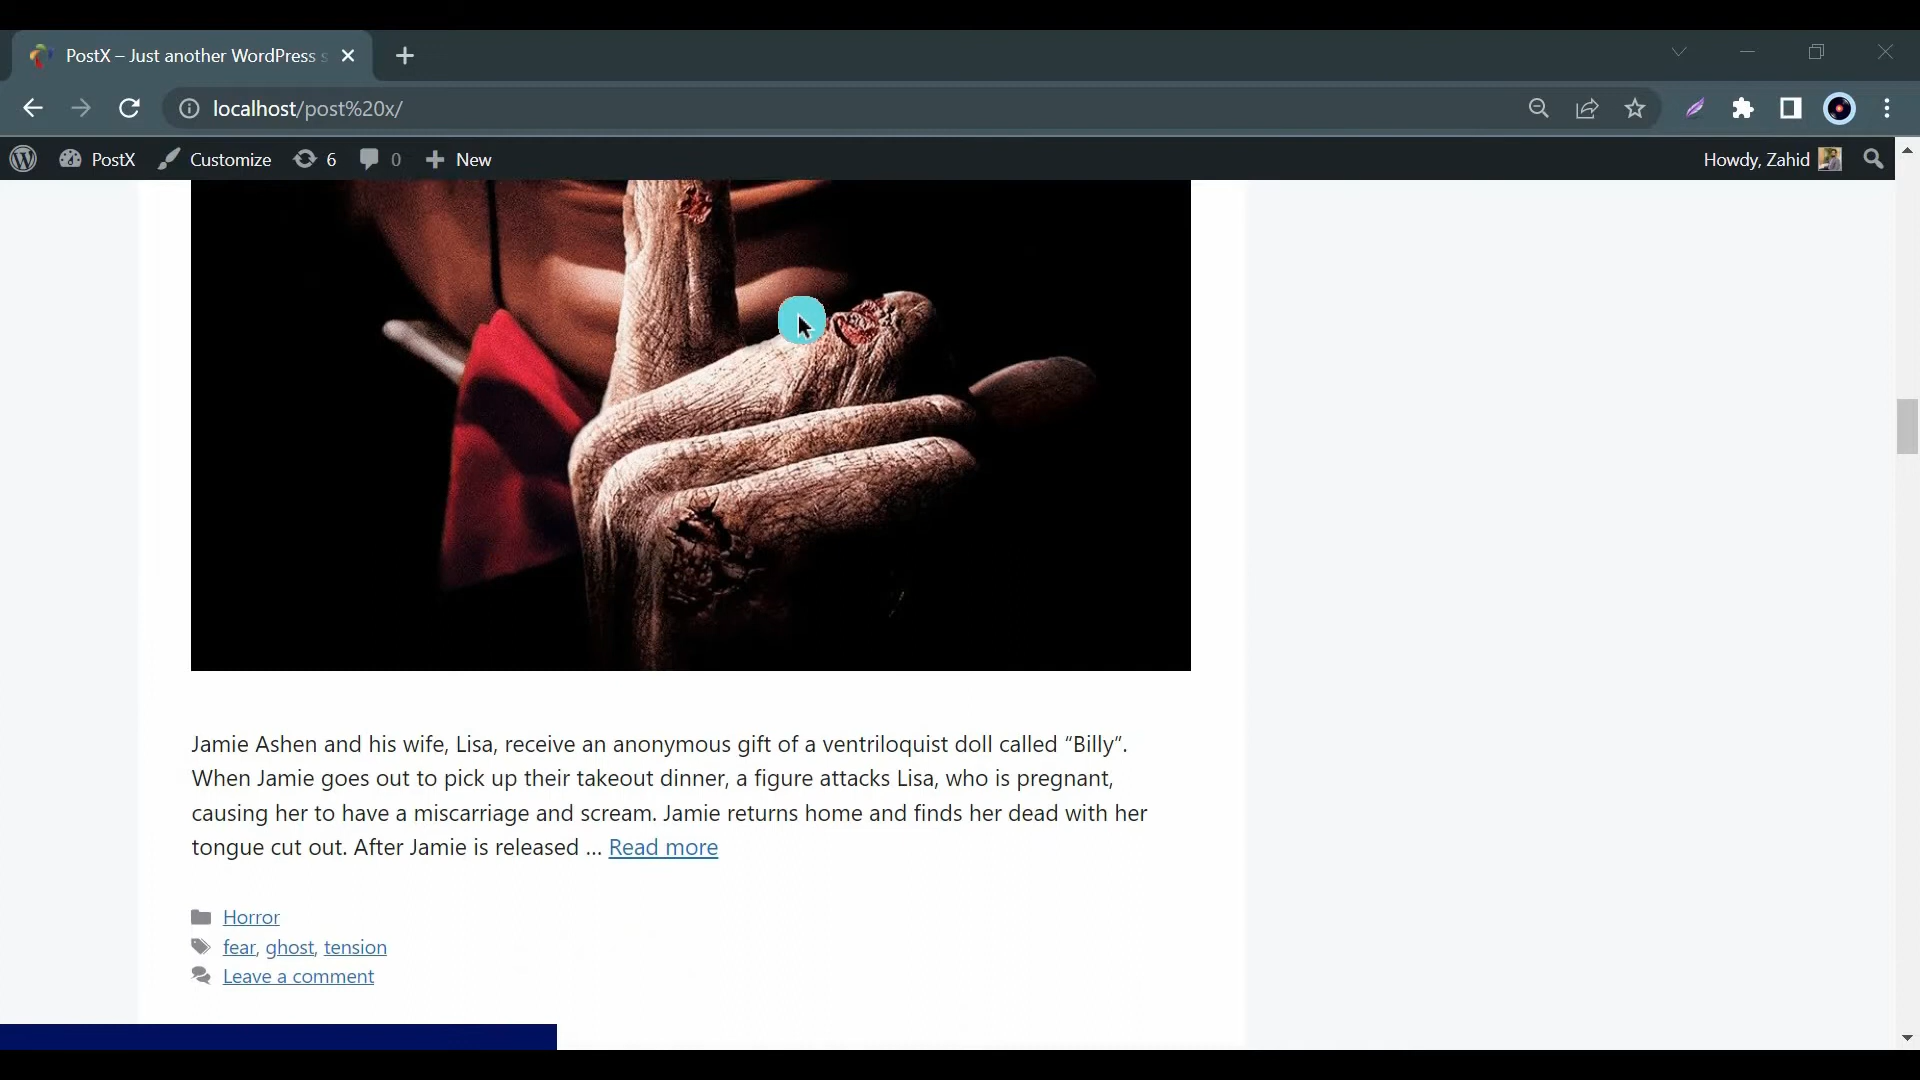 PostX – Just another WordPress s
localhost/post%20x/
PostX Customize 6 0 New Howdy, Zahid
Jamie Ashen and his wife, Lisa, receive an anonymous gift of a ventriloquist doll called “Billy”.
When Jamie goes out to pick up their takeout dinner, a figure attacks Lisa, who is pregnant,
causing her to have a miscarriage and scream. Jamie returns home and finds her dead with her
tongue cut out. After Jamie is released ... Read more
Horror
fear, ghost, tension
Leave a comment